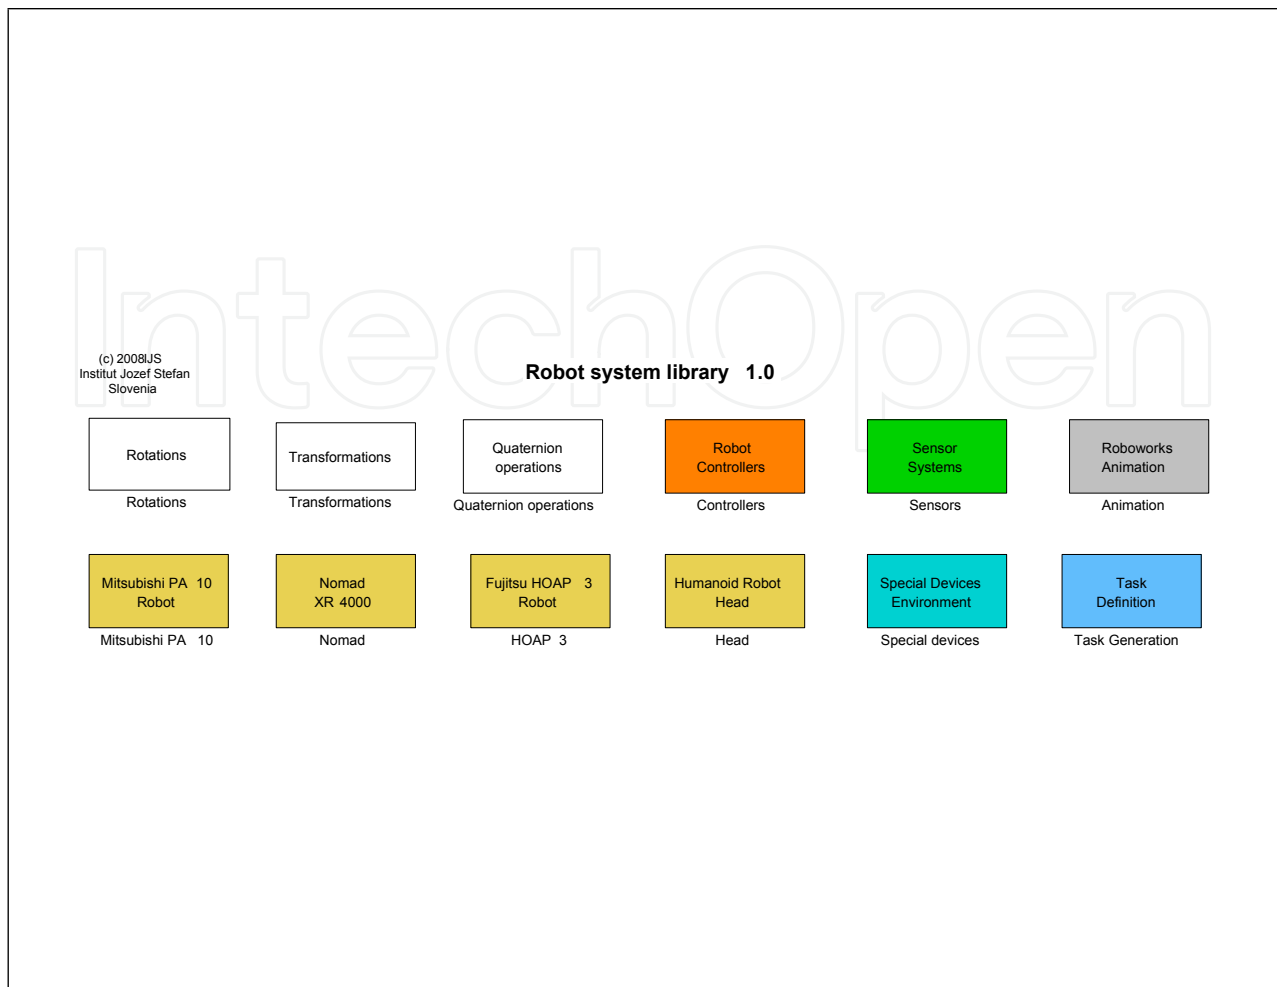 IntechOpen
(c) 2008IJS
Institut Jozef Stefan
Slovenia
Robot system library 1.0
Rotations
Transformations
Quaternion
operations
Robot
Controllers
Sensor
Systems
Roboworks
Animation
Rotations
Transformations
Quaternion operations
Controllers
Sensors
Animation
Mitsubishi PA 10
Robot
Nomad
XR 4000
Fujitsu HOAP 3
Robot
Humanoid Robot
Head
Special Devices
Environment
Task
Definition
Mitsubishi PA 10
Nomad
HOAP 3
Head
Special devices
Task Generation